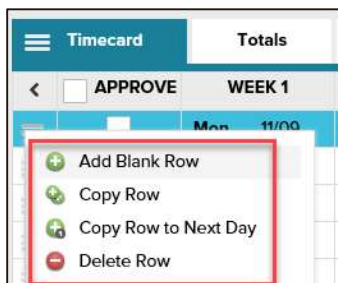 Timecard Totals
APPROVE WEEK 1
Mon 11/09
Add Blank Row
Copy Row
Copy Row to Next Day
Delete Row